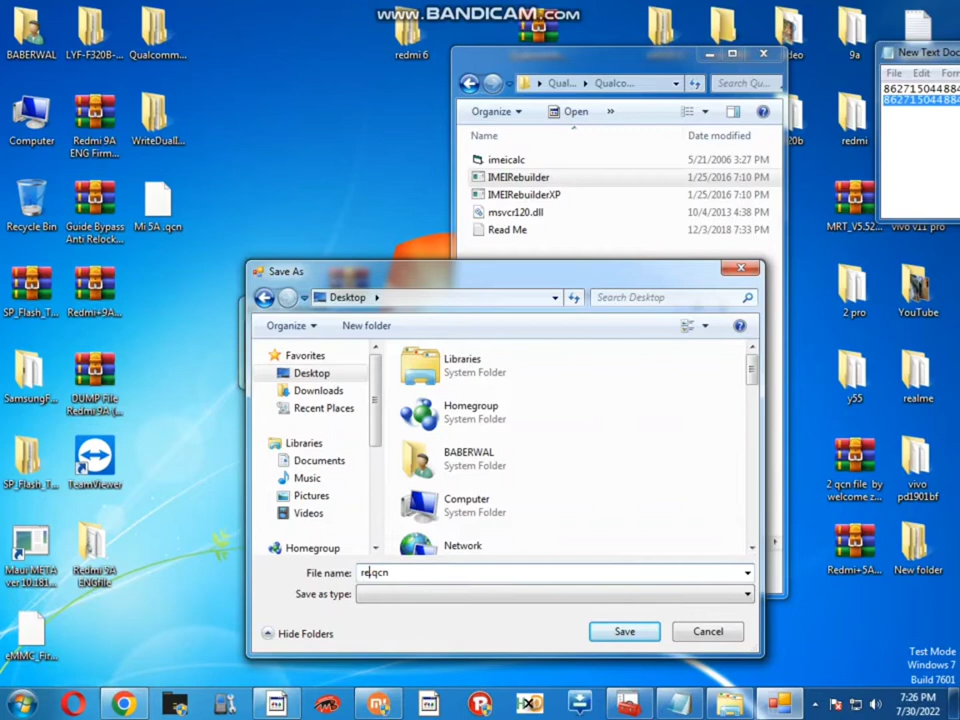 www.BANDICAM.com
BABERWAL
LYF-F320B-...
Qualcomm...
redmi 6
9a
New Text Doc
File
Edit
862715044884
862715044884
Qual...
Qualco...
Search Qu...
Organize
Open
»
Name
Date modified
imeicalc
5/21/2006 3:27 PM
IMEIRebuilder
1/25/2016 7:10 PM
IMEIRebuilderXP
1/25/2016 7:10 PM
msvcr120.dll
10/4/2013 4:38 PM
Read Me
12/3/2018 7:33 PM
Computer
Redmi 9A
ENG Firm...
WriteDualI...
redmi
Recycle Bin
Guide Bypass
Anti Relock...
Mi 5A .qcn
MRT_V5.52...
vivo v11 pro
Save As
Desktop
Search Desktop
Organize
New folder
Favorites
Desktop
Downloads
Recent Places
Libraries
Documents
Music
Pictures
Videos
Homegroup
Libraries
System Folder
Homegroup
System Folder
BABERWAL
System Folder
Computer
System Folder
Network
File name:
re.qcn
Save as type:
Hide Folders
Save
Cancel
SP_Flash_T...
Redmi+9A...
2 pro
YouTube
SamsungF...
DUMP File
Redmi 9A (...
y55
realme
SP_Flash_T...
TeamViewer
2 qcn file by
welcome z...
vivo
pd1901bf
Maui META
ver 10.181...
Redmi 9A
ENGfile
Redmi+5A...
New folder
eMMC_Fir...
Test Mode
Windows 7
Build 7601
7:26 PM
7/30/2022